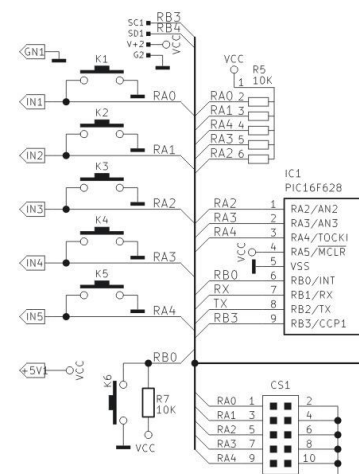 SC1 RB3
SD1 RB4
V+2 VCC
G2
GN1
K1
IN1 RA0
K2
IN2 RA1
K3
IN3 RA2
K4
IN4 RA3
K5
IN5 RA4
+5V1 VCC
RB0
K6
R7
10K
VCC
VCC
R5
10K
1
RA0 2
RA1 3
RA4 4
RA3 5
RA2 6
IC1
PIC16F628
RA2 1 RA2/AN2
RA3 2 RA3/AN3
RA4 3 RA4/TOCKI
VCC 4 RA5/MCLR
5 VSS
RB0 6 RB0/INT
RX 7 RB1/RX
TX 8 RB2/TX
RB3 9 RB3/CCP1
CS1
RA0 1 2
RA1 3 4
RA2 5 6
RA3 7 8
RA4 9 10